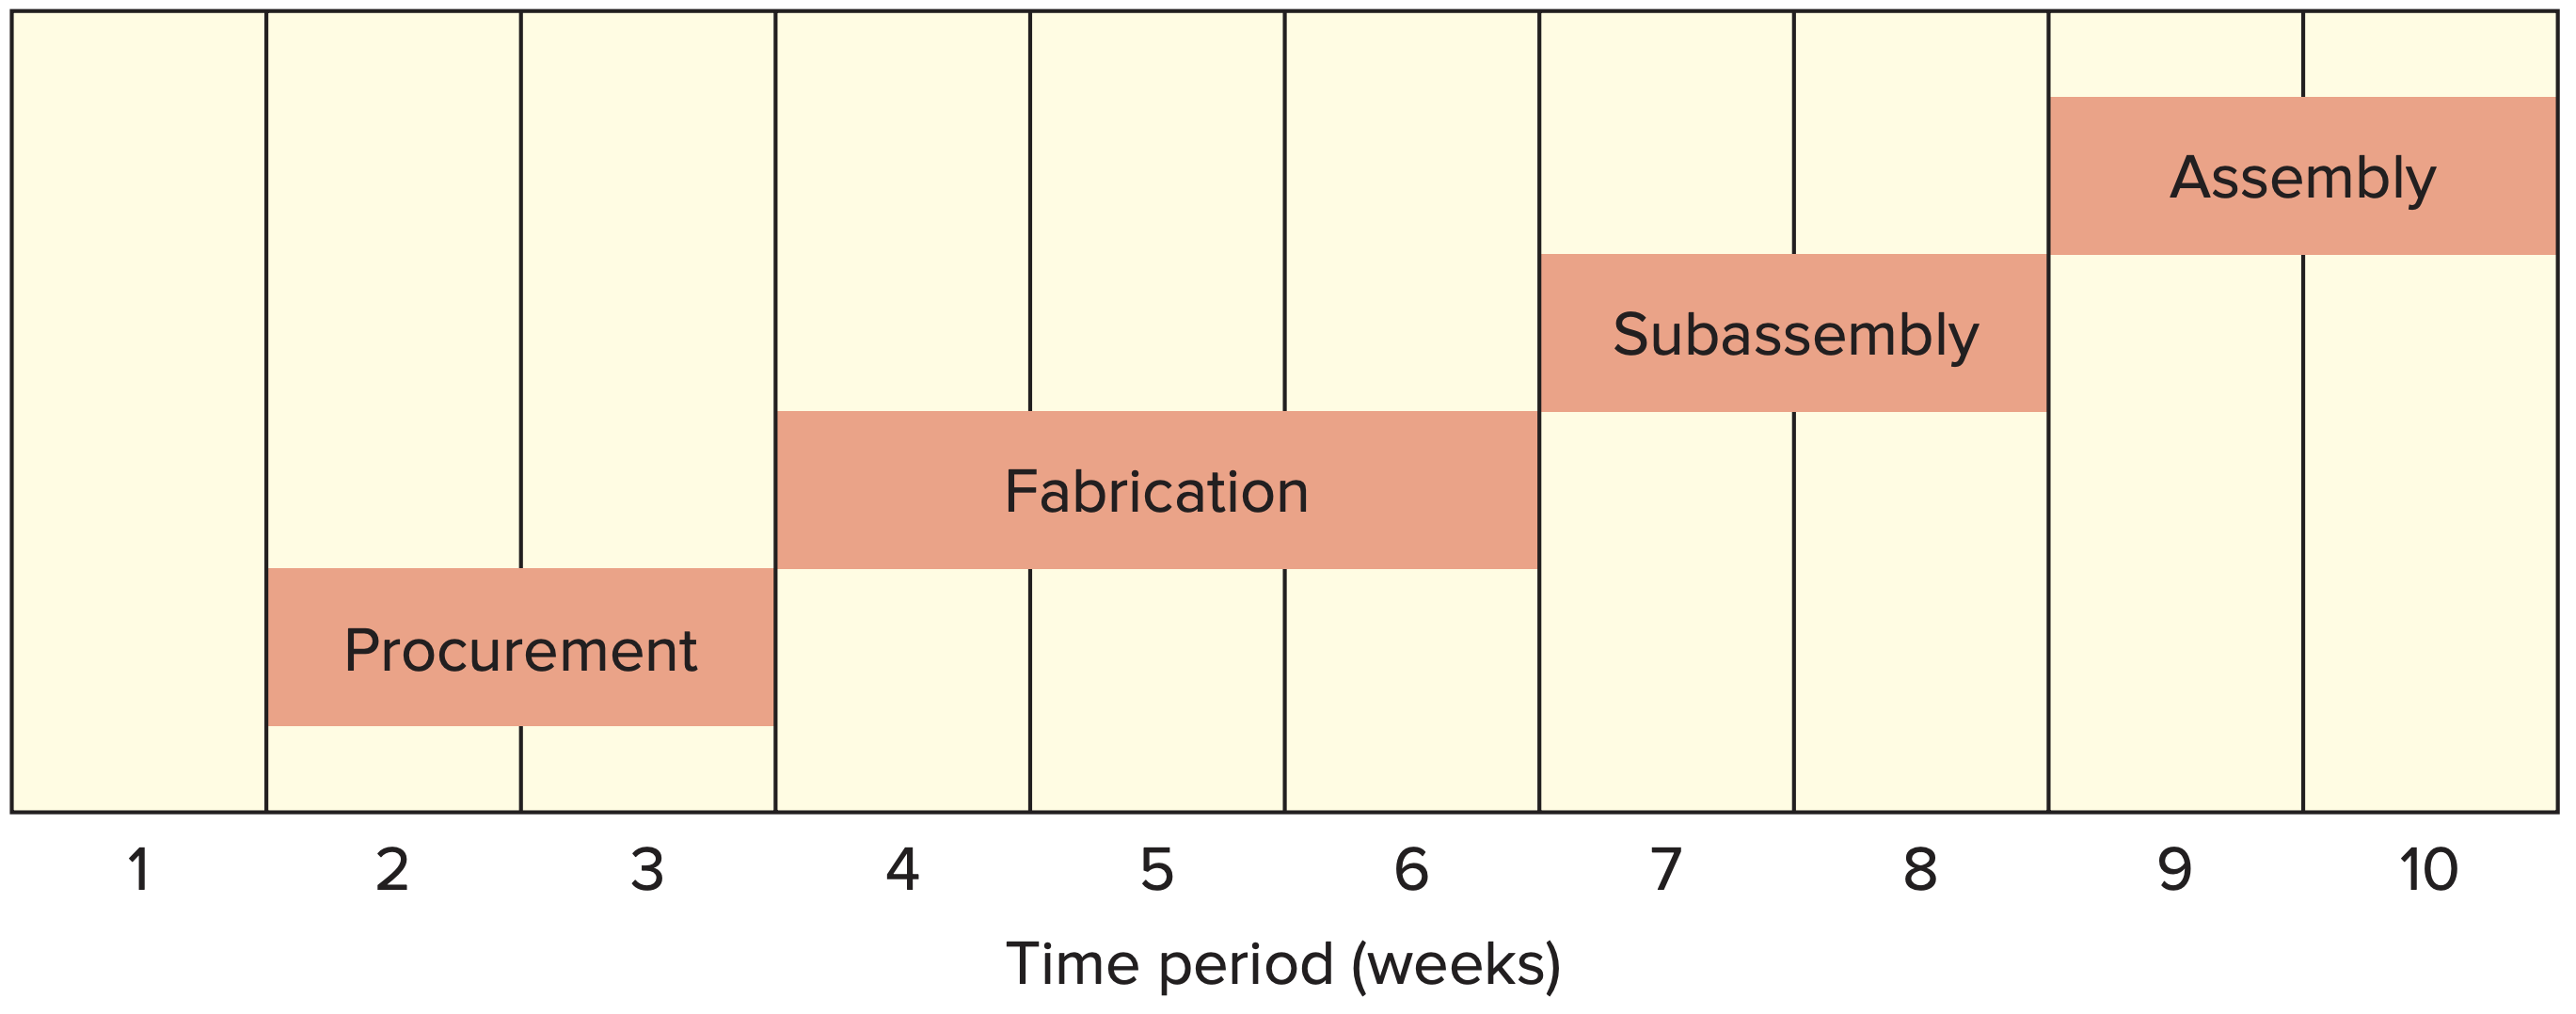 Assembly
Subassembly
Fabrication
Procurement
1 2 3 4 5 6 7 8 9 10
Time period (weeks)